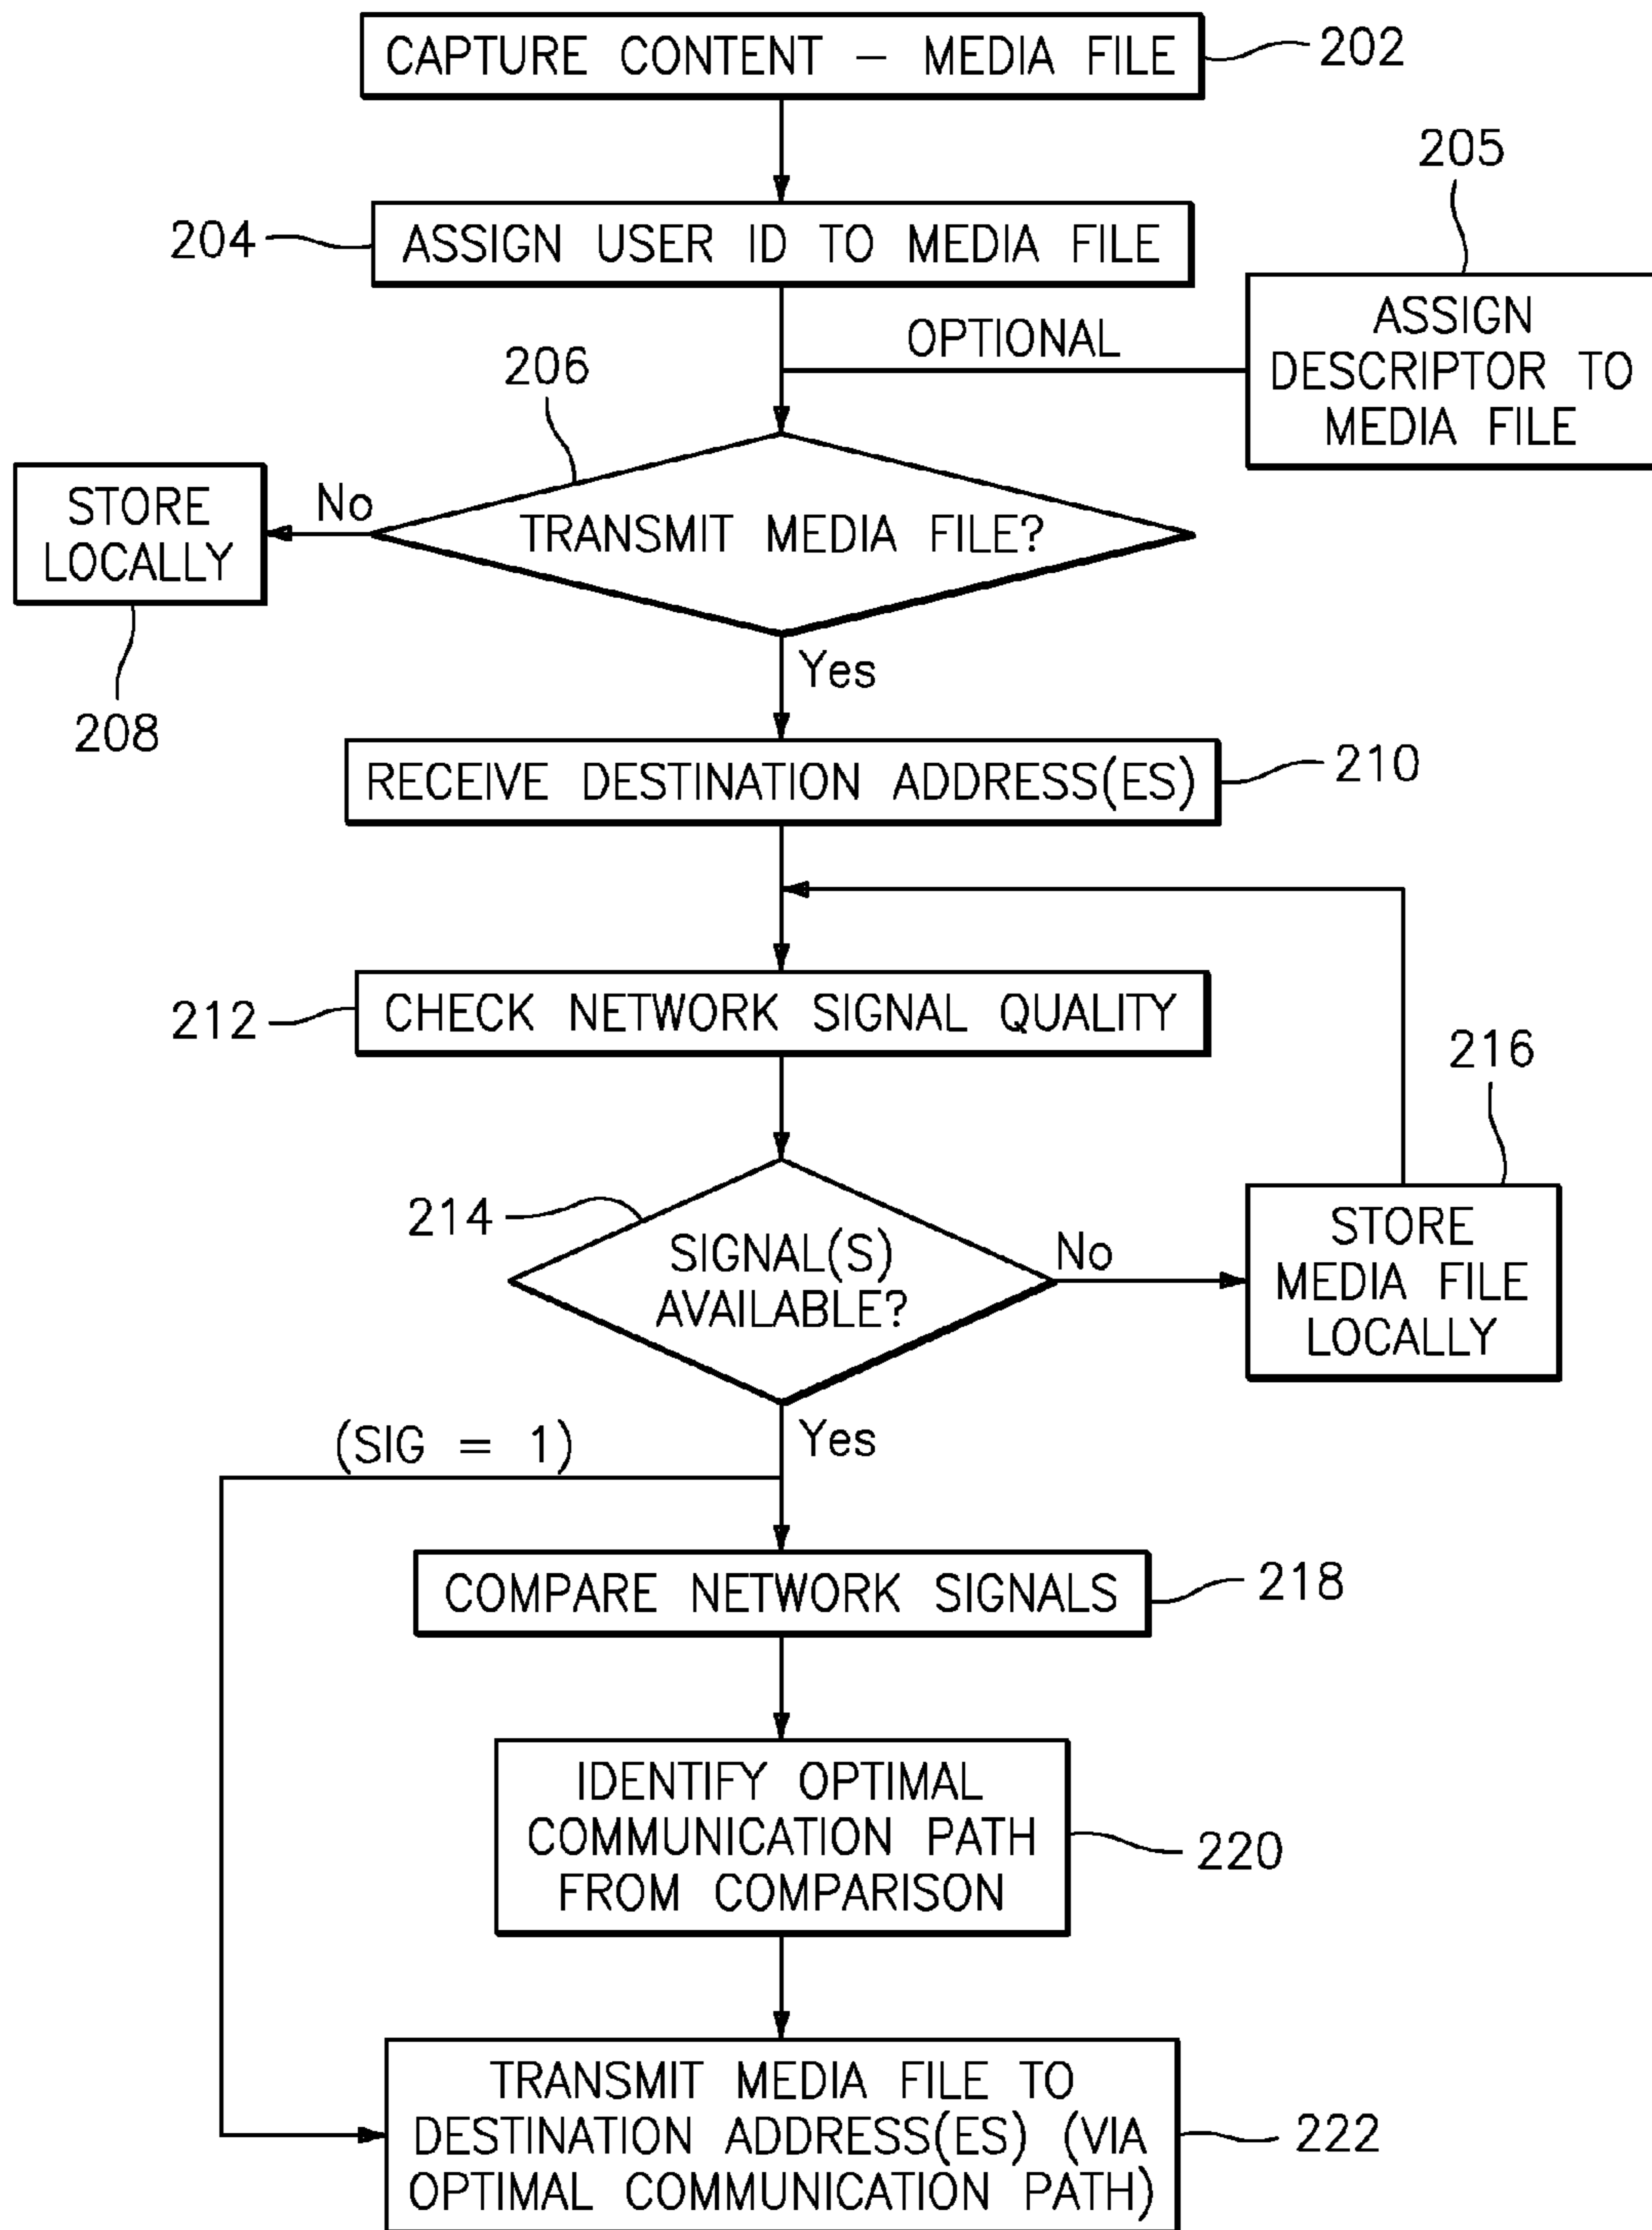 CAPTURE CONTENT – MEDIA FILE
202
205
204
ASSIGN USER ID TO MEDIA FILE
ASSIGN
DESCRIPTOR TO
MEDIA FILE
OPTIONAL
206
STORE
LOCALLY
No
TRANSMIT MEDIA FILE?
208
Yes
RECEIVE DESTINATION ADDRESS(ES)
210
212
CHECK NETWORK SIGNAL QUALITY
216
214
SIGNAL(S)
AVAILABLE?
No
STORE
MEDIA FILE
LOCALLY
(SIG = 1)
Yes
COMPARE NETWORK SIGNALS
218
IDENTIFY OPTIMAL
COMMUNICATION PATH
FROM COMPARISON
220
TRANSMIT MEDIA FILE TO
DESTINATION ADDRESS(ES) (VIA
OPTIMAL COMMUNICATION PATH)
222